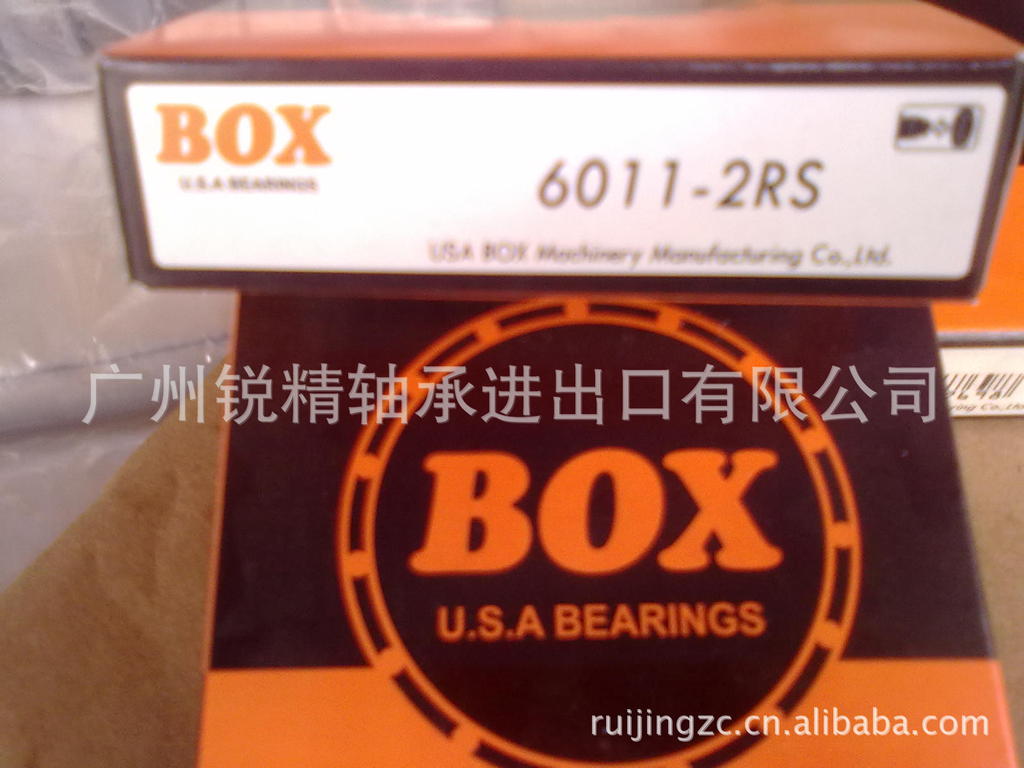 BOX
U.S.A BEARINGS
6011-2RS
USA BOX Machinery Manufacturing Co.,Ltd.
广州锐精轴承进出口有限公司
BOX
U.S.A BEARINGS
ruijingzc.cn.alibaba.com